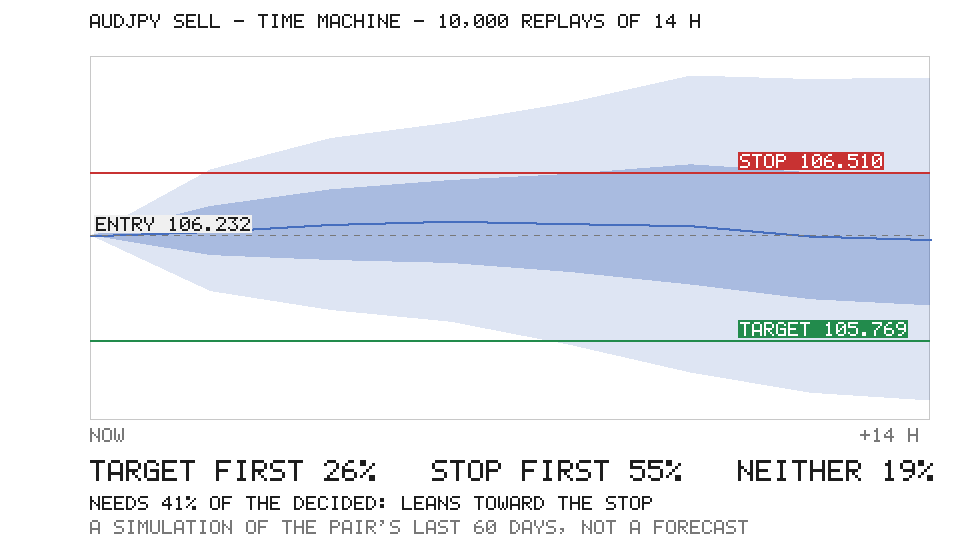 AUDJPY SELL - TIME MACHINE - 10,000 REPLAYS OF 14 H
STOP 106.510
ENTRY 106.232
TARGET 105.769
NOW +14 H
TARGET FIRST 26% STOP FIRST 55% NEITHER 19%
NEEDS 41% OF THE DECIDED: LEANS TOWARD THE STOP
A SIMULATION OF THE PAIR'S LAST 60 DAYS, NOT A FORECAST